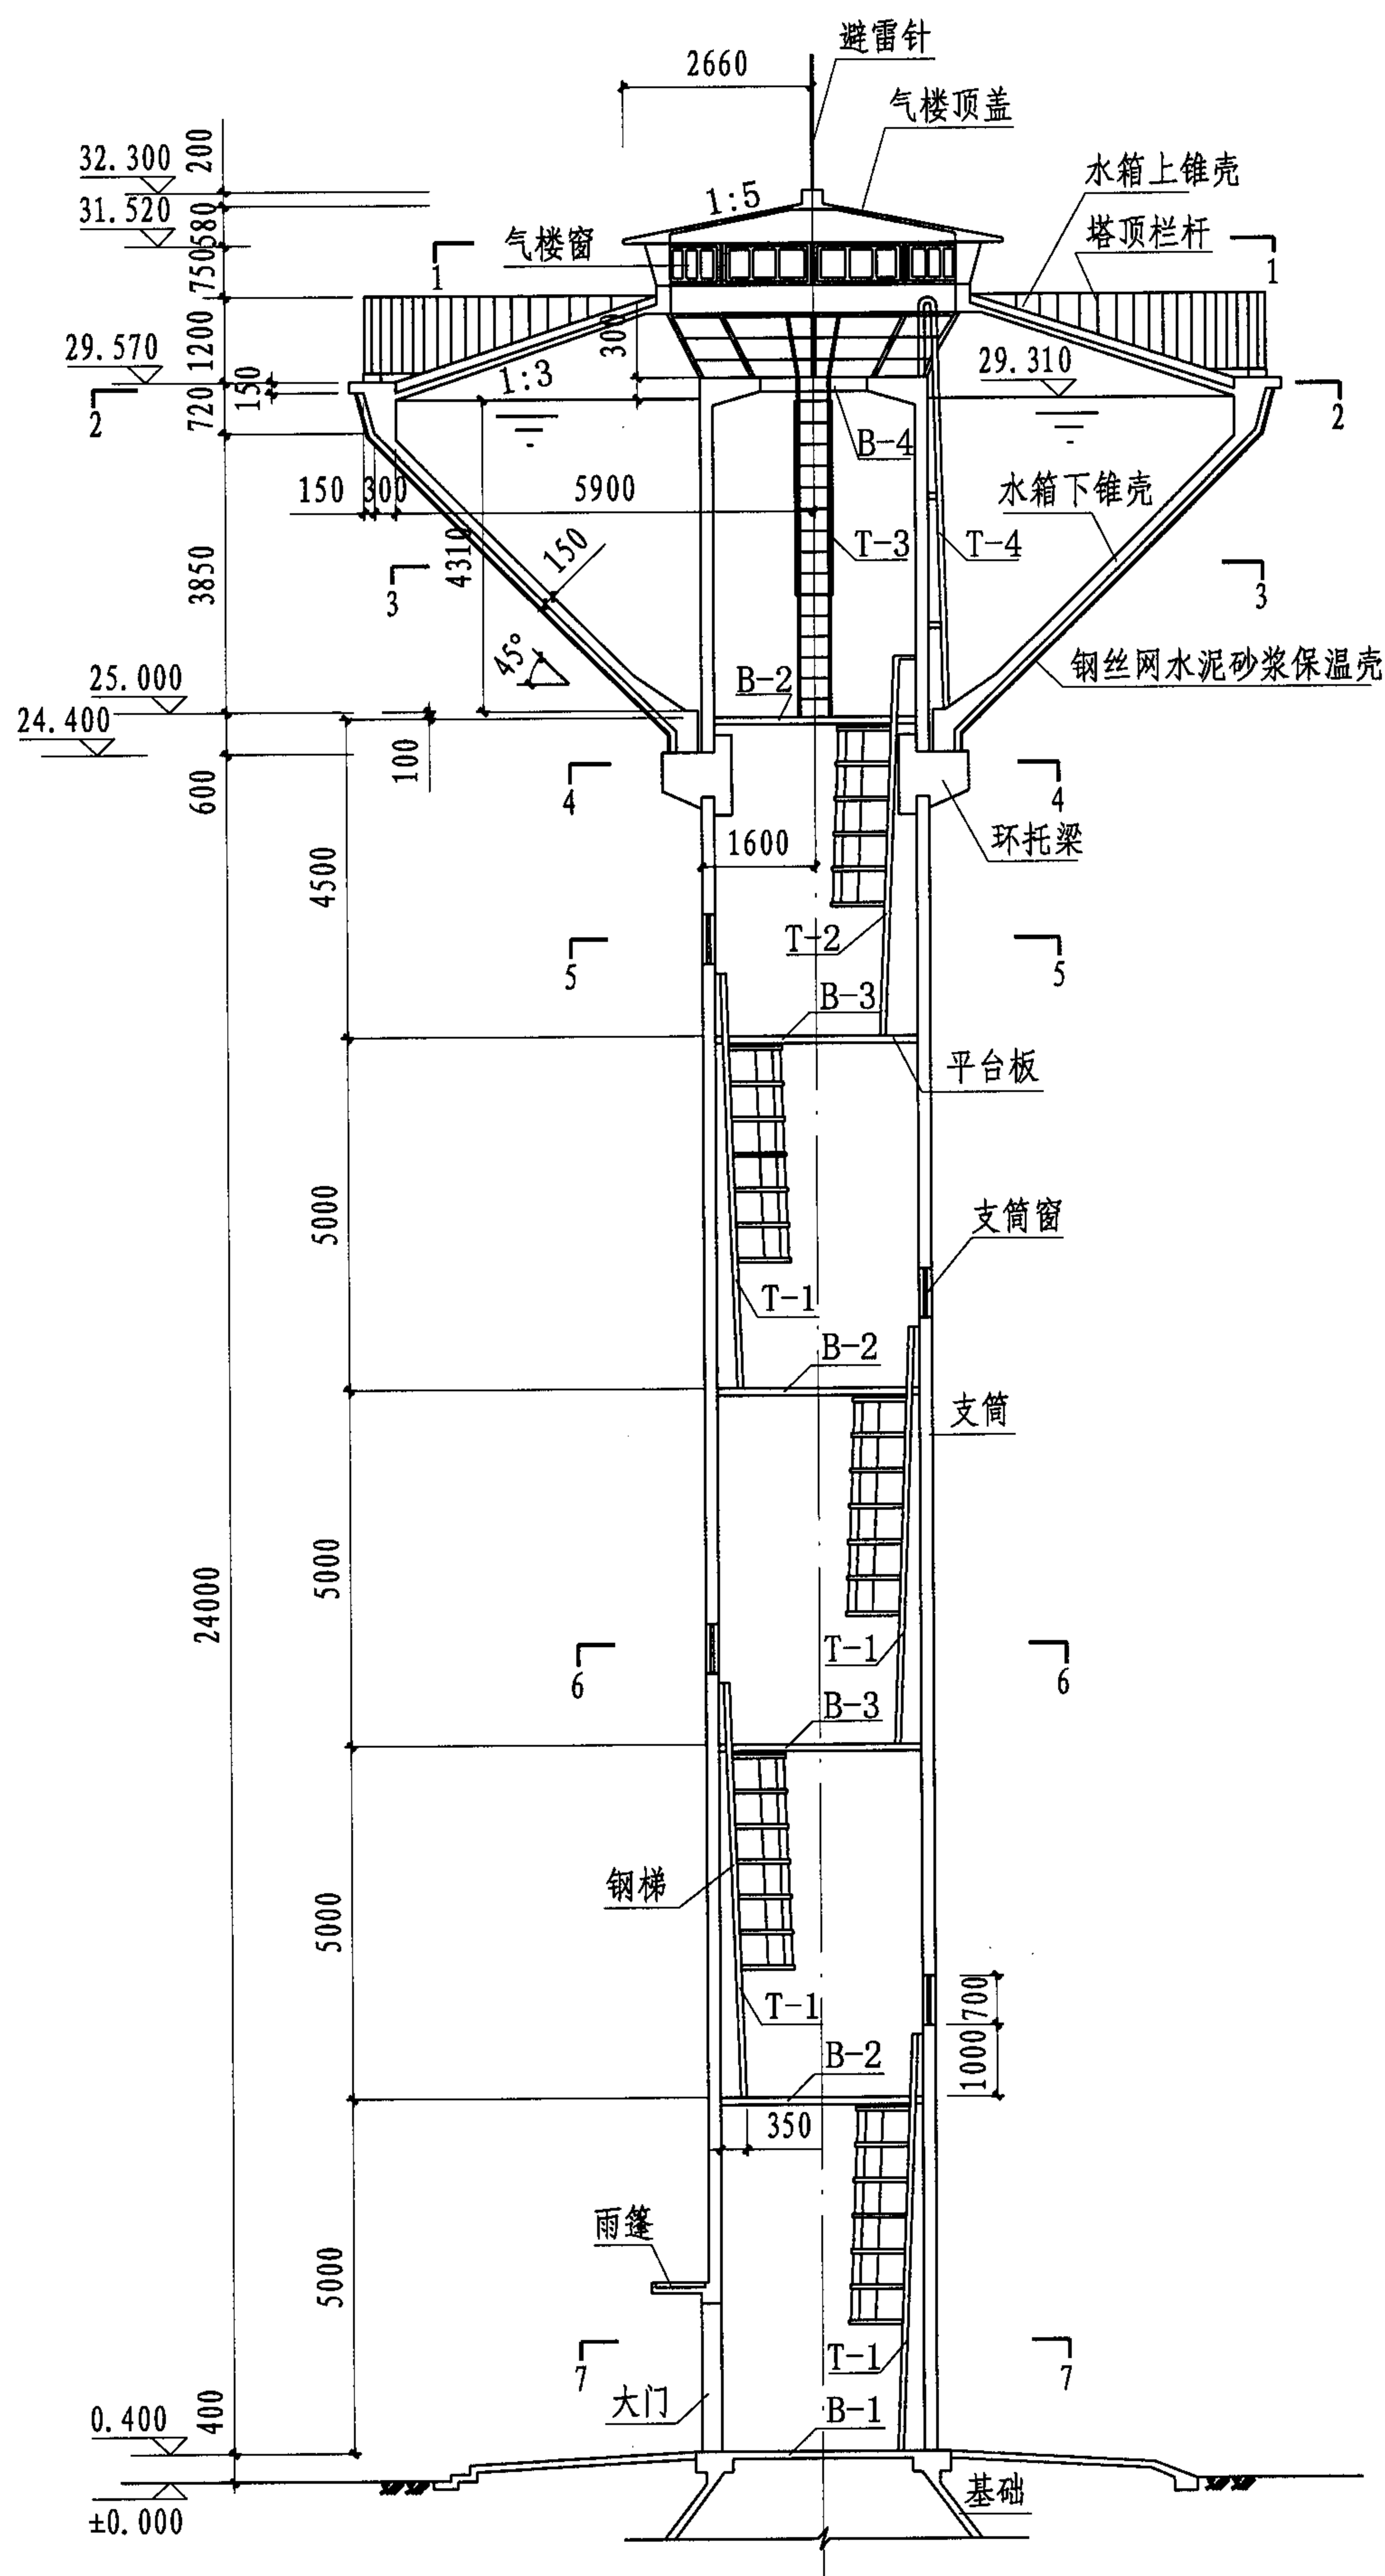 避雷针
2660
气楼顶盖
200
32.300
水箱上锥壳
1:5
31.520
580
塔顶栏杆
气楼窗
750
1
1
300
1200
29.570
29.310
1:3
150
720
2
2
B-4
150
300
5900
水箱下锥壳
4310
150
T-3
T-4
3850
3
3
45°
钢丝网水泥砂浆保温壳
B-2
25.000
24.400
100
600
4
4
环托梁
1600
4500
T-2
5
5
B-3
平台板
5000
支筒窗
T-1
B-2
支筒
5000
24000
T-1
6
6
B-3
钢梯
5000
T-1
700
1000
B-2
350
雨篷
5000
T-1
7
7
大门
400
B-1
0.400
基础
±0.000